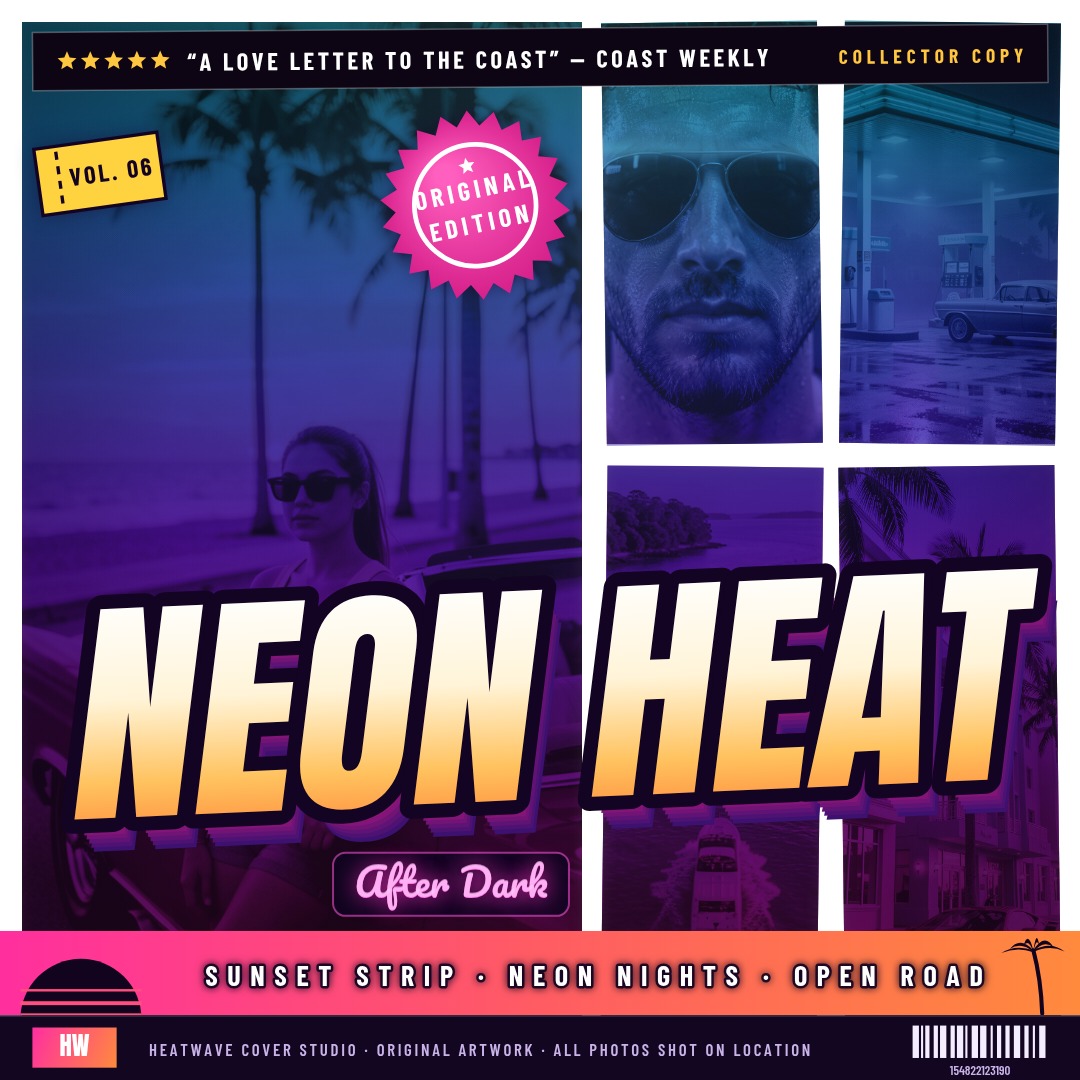 ★★★★★ “A LOVE LETTER TO THE COAST” – COAST WEEKLY
COLLECTOR COPY
VOL. 06
ORIGINAL
EDITION
NEON HEAT
After Dark
SUNSET STRIP · NEON NIGHTS · OPEN ROAD
HW
HEATWAVE COVER STUDIO · ORIGINAL ARTWORK · ALL PHOTOS SHOT ON LOCATION
154822123190